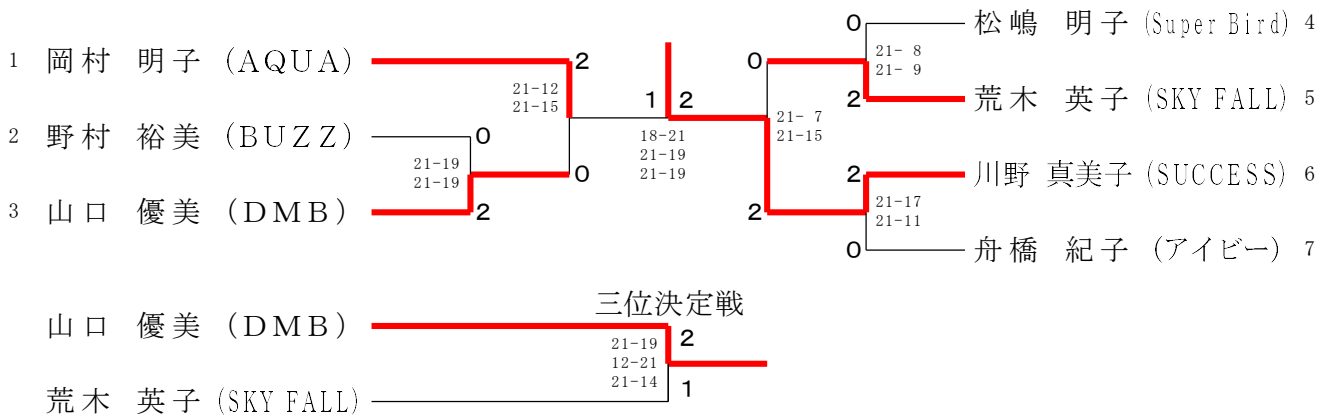 1 岡村 明子 (AQUA)
2 野村 裕美 (BUZZ)
3 山口 優美 (DMB)
2
21-12
21-15
0
21-19
21-19
0
2
1 2
18-21
21-19
21-19
0
21- 7
21-15
2
0
21- 8
21- 9
2
2
21-17
21-11
0
松嶋 明子 (Super Bird) 4
荒木 英子 (SKY FALL) 5
川野 真美子 (SUCCESS) 6
舟橋 紀子 (アイビー) 7
三位決定戦
山口 優美 (DMB)
荒木 英子 (SKY FALL)
2
21-19
12-21
21-14
1